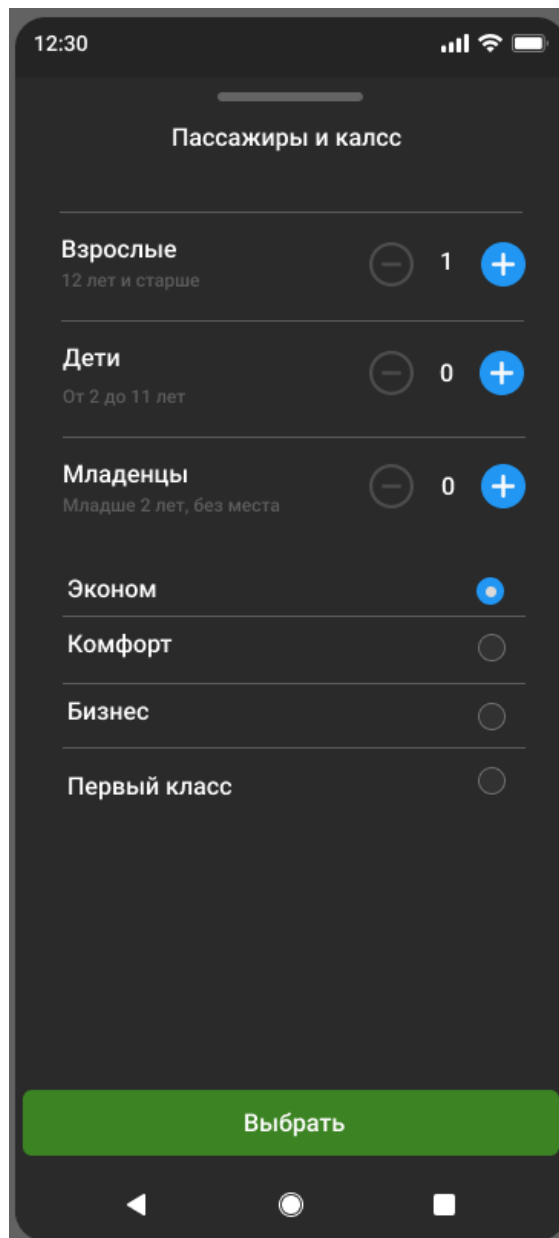 12:30
Пассажиры и калсс
Взрослые
12 лет и старше
1
Дети
От 2 до 11 лет
0
Младенцы
Младше 2 лет, без места
0
Эконом
Комфорт
Бизнес
Первый класс
Выбрать